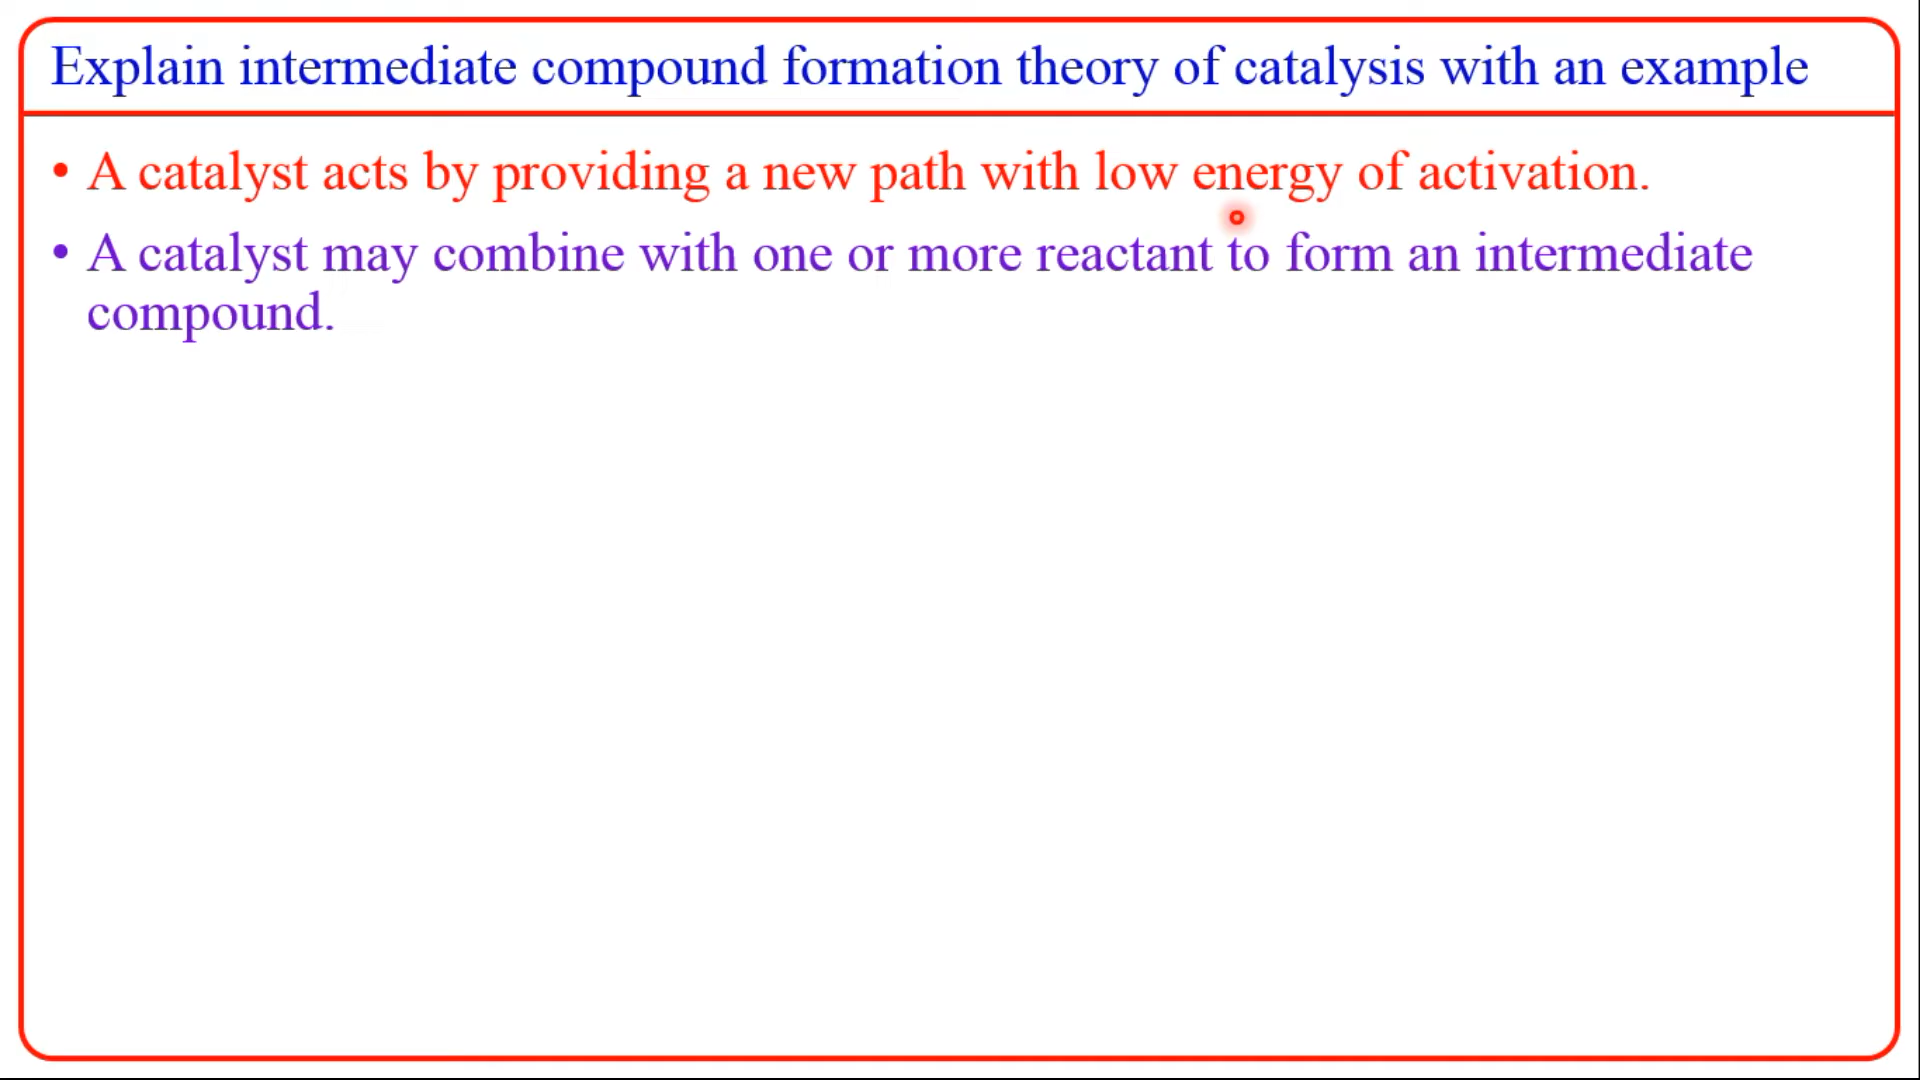 Explain intermediate compound formation theory of catalysis with an example
• A catalyst acts by providing a new path with low energy of activation.
• A catalyst may combine with one or more reactant to form an intermediate
compound.